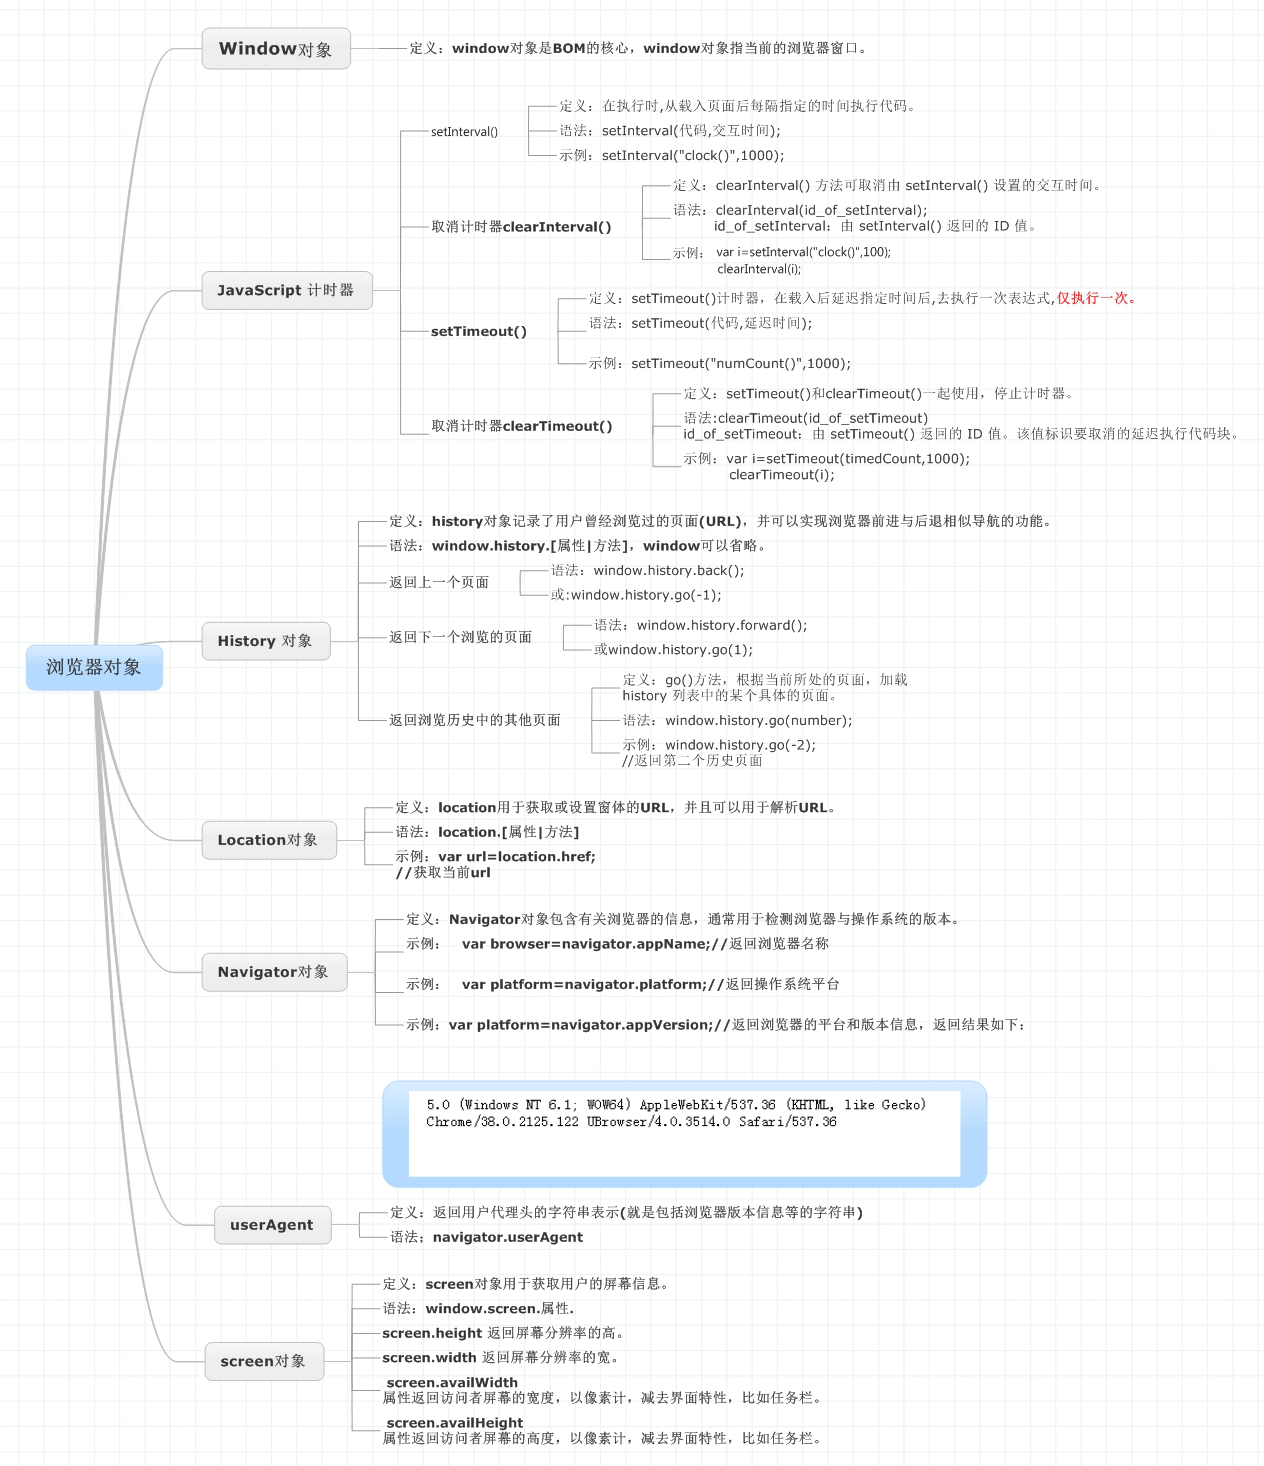 浏览器对象
Window对象
定义：window对象是BOM的核心，window对象指当前的浏览器窗口。
JavaScript 计时器
setInterval()
定义：在执行时,从载入页面后每隔指定的时间执行代码。
语法：setInterval(代码,交互时间);
示例：setInterval("clock()",1000);
取消计时器clearInterval()
定义：clearInterval() 方法可取消由 setInterval() 设置的交互时间。
语法：clearInterval(id_of_setInterval);
id_of_setInterval：由 setInterval() 返回的 ID 值。
示例： var i=setInterval("clock()",100);
clearInterval(i);
setTimeout()
定义：setTimeout()计时器，在载入后延迟指定时间后,去执行一次表达式,仅执行一次。
语法：setTimeout(代码,延迟时间);
示例：setTimeout("numCount()",1000);
取消计时器clearTimeout()
定义：setTimeout()和clearTimeout()一起使用，停止计时器。
语法:clearTimeout(id_of_setTimeout)
id_of_setTimeout：由 setTimeout() 返回的 ID 值。该值标识要取消的延迟执行代码块。
示例：var i=setTimeout(timedCount,1000);
clearTimeout(i);
History 对象
定义：history对象记录了用户曾经浏览过的页面(URL)，并可以实现浏览器前进与后退相似导航的功能。
语法：window.history.[属性|方法]，window可以省略。
返回上一个页面
语法：window.history.back();
或:window.history.go(-1);
返回下一个浏览的页面
语法：window.history.forward();
或window.history.go(1);
返回浏览历史中的其他页面
定义：go()方法，根据当前所处的页面，加载
history 列表中的某个具体的页面。
语法：window.history.go(number);
示例：window.history.go(-2);
//返回第二个历史页面
Location对象
定义：location用于获取或设置窗体的URL，并且可以用于解析URL。
语法：location.[属性|方法]
示例：var url=location.href;
//获取当前url
Navigator对象
定义：Navigator对象包含有关浏览器的信息，通常用于检测浏览器与操作系统的版本。
示例： var browser=navigator.appName;//返回浏览器名称
示例： var platform=navigator.platform;//返回操作系统平台
示例：var platform=navigator.appVersion;//返回浏览器的平台和版本信息，返回结果如下：
5.0 (Windows NT 6.1; WOW64) AppleWebKit/537.36 (KHTML, like Gecko)
Chrome/38.0.2125.122 UBrowser/4.0.3514.0 Safari/537.36
userAgent
定义：返回用户代理头的字符串表示(就是包括浏览器版本信息等的字符串)
语法；navigator.userAgent
screen对象
定义：screen对象用于获取用户的屏幕信息。
语法：window.screen.属性.
screen.height 返回屏幕分辨率的高。
screen.width 返回屏幕分辨率的宽。
screen.availWidth
属性返回访问者屏幕的宽度，以像素计，减去界面特性，比如任务栏。
screen.availHeight
属性返回访问者屏幕的高度，以像素计，减去界面特性，比如任务栏。